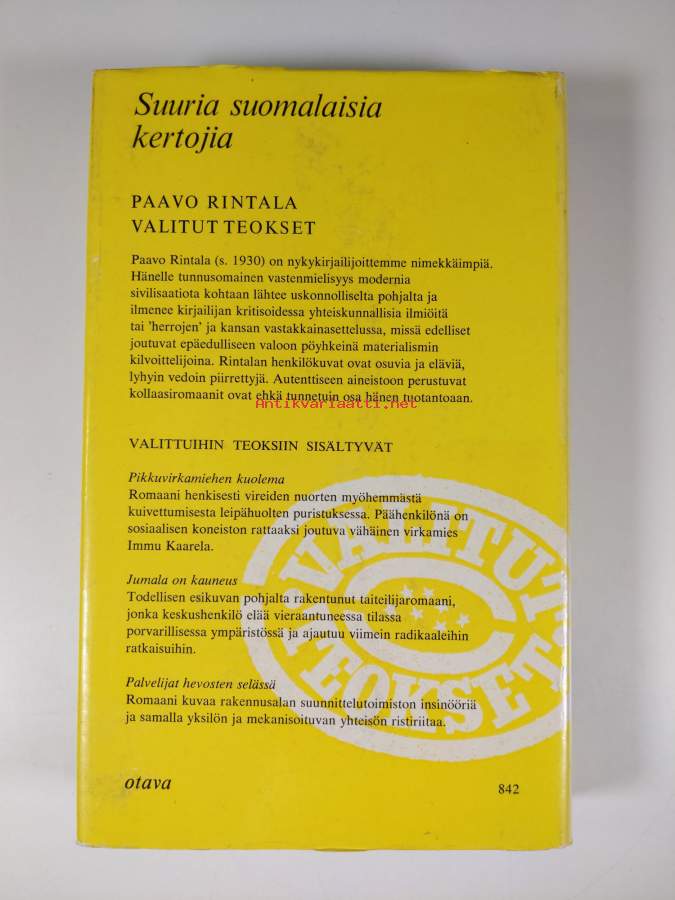 Suuria suomalaisia
kertojia
PAAVO RINTALA
VALITUT TEOKSET
Paavo Rintala (s. 1930) on nykykirjailijoittemme nimekkäimpiä.
Hänelle tunnusomainen vastenmielisyys modernia
sivilisaatiota kohtaan lähtee uskonnolliselta pohjalta ja
ilmenee kirjailijan kritisoidessa yhteiskunnallisia ilmiöitä
tai 'herrojen' ja kansan vastakkainasettelussa, missä edelliset
joutuvat epäedulliseen valoon pöyhkeinä materialismin
kilvoittelijoina. Rintalan henkilökuvat ovat osuvia ja eläviä,
lyhyin vedoin piirrettyjä. Autenttiseen aineistoon perustuvat
kollaasiromaanit ovat ehkä tunnetuin osa hänen tuotantoaan.
Antikvariaatti.net
VALITTUIHIN TEOKSIIN SISÄLTYVÄT
Pikkuvirkamiehen kuolema
Romaani henkisesti vireiden nuorten myöhemmästä
kuivettumisesta leipähuolten puristuksessa. Päähenkilönä on
sosiaalisen koneiston rattaaksi joutuva vähäinen virkamies
Immu Kaarela.
Jumala on kauneus
Todellisen esikuvan pohjalta rakentunut taiteilijaromaani,
jonka keskushenkilö elää vieraantuneessa tilassa
porvarillisessa ympäristössä ja ajautuu viimein radikaaleihin
ratkaisuihin.
Palvelijat hevosten selässä
Romaani kuvaa rakennusalan suunnittelutoimiston insinööriä
ja samalla yksilön ja mekanisoituvan yhteisön ristiriitaa.
VALITUT
TEOKSET
otava
842